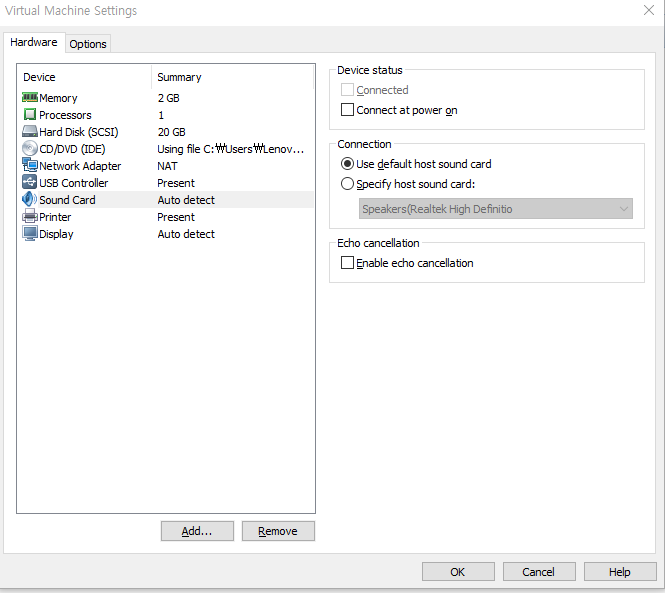 Virtual Machine Settings
Hardware Options
Device Summary
Memory 2 GB
Processors 1
Hard Disk (SCSI) 20 GB
CD/DVD (IDE) Using file C:₩Users₩Lenov...
Network Adapter NAT
USB Controller Present
Sound Card Auto detect
Printer Present
Display Auto detect
Add... Remove
Device status
Connected
Connect at power on
Connection
Use default host sound card
Specify host sound card:
Speakers(Realtek High Definitio
Echo cancellation
Enable echo cancellation
OK Cancel Help